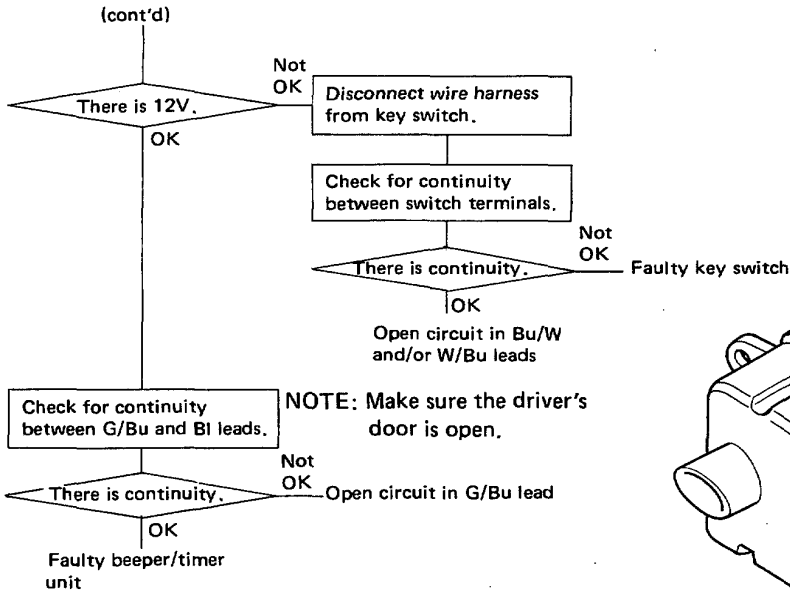 (cont'd)
Not
OK
There is 12V.
OK
Disconnect wire harness
from key switch.
Check for continuity
between switch terminals.
Not
OK
There is continuity.
Faulty key switch
OK
Open circuit in Bu/W
and/or W/Bu leads
Check for continuity
between G/Bu and Bl leads.
NOTE: Make sure the driver's
door is open.
Not
OK
There is continuity.
Open circuit in G/Bu lead
OK
Faulty beeper/timer
unit